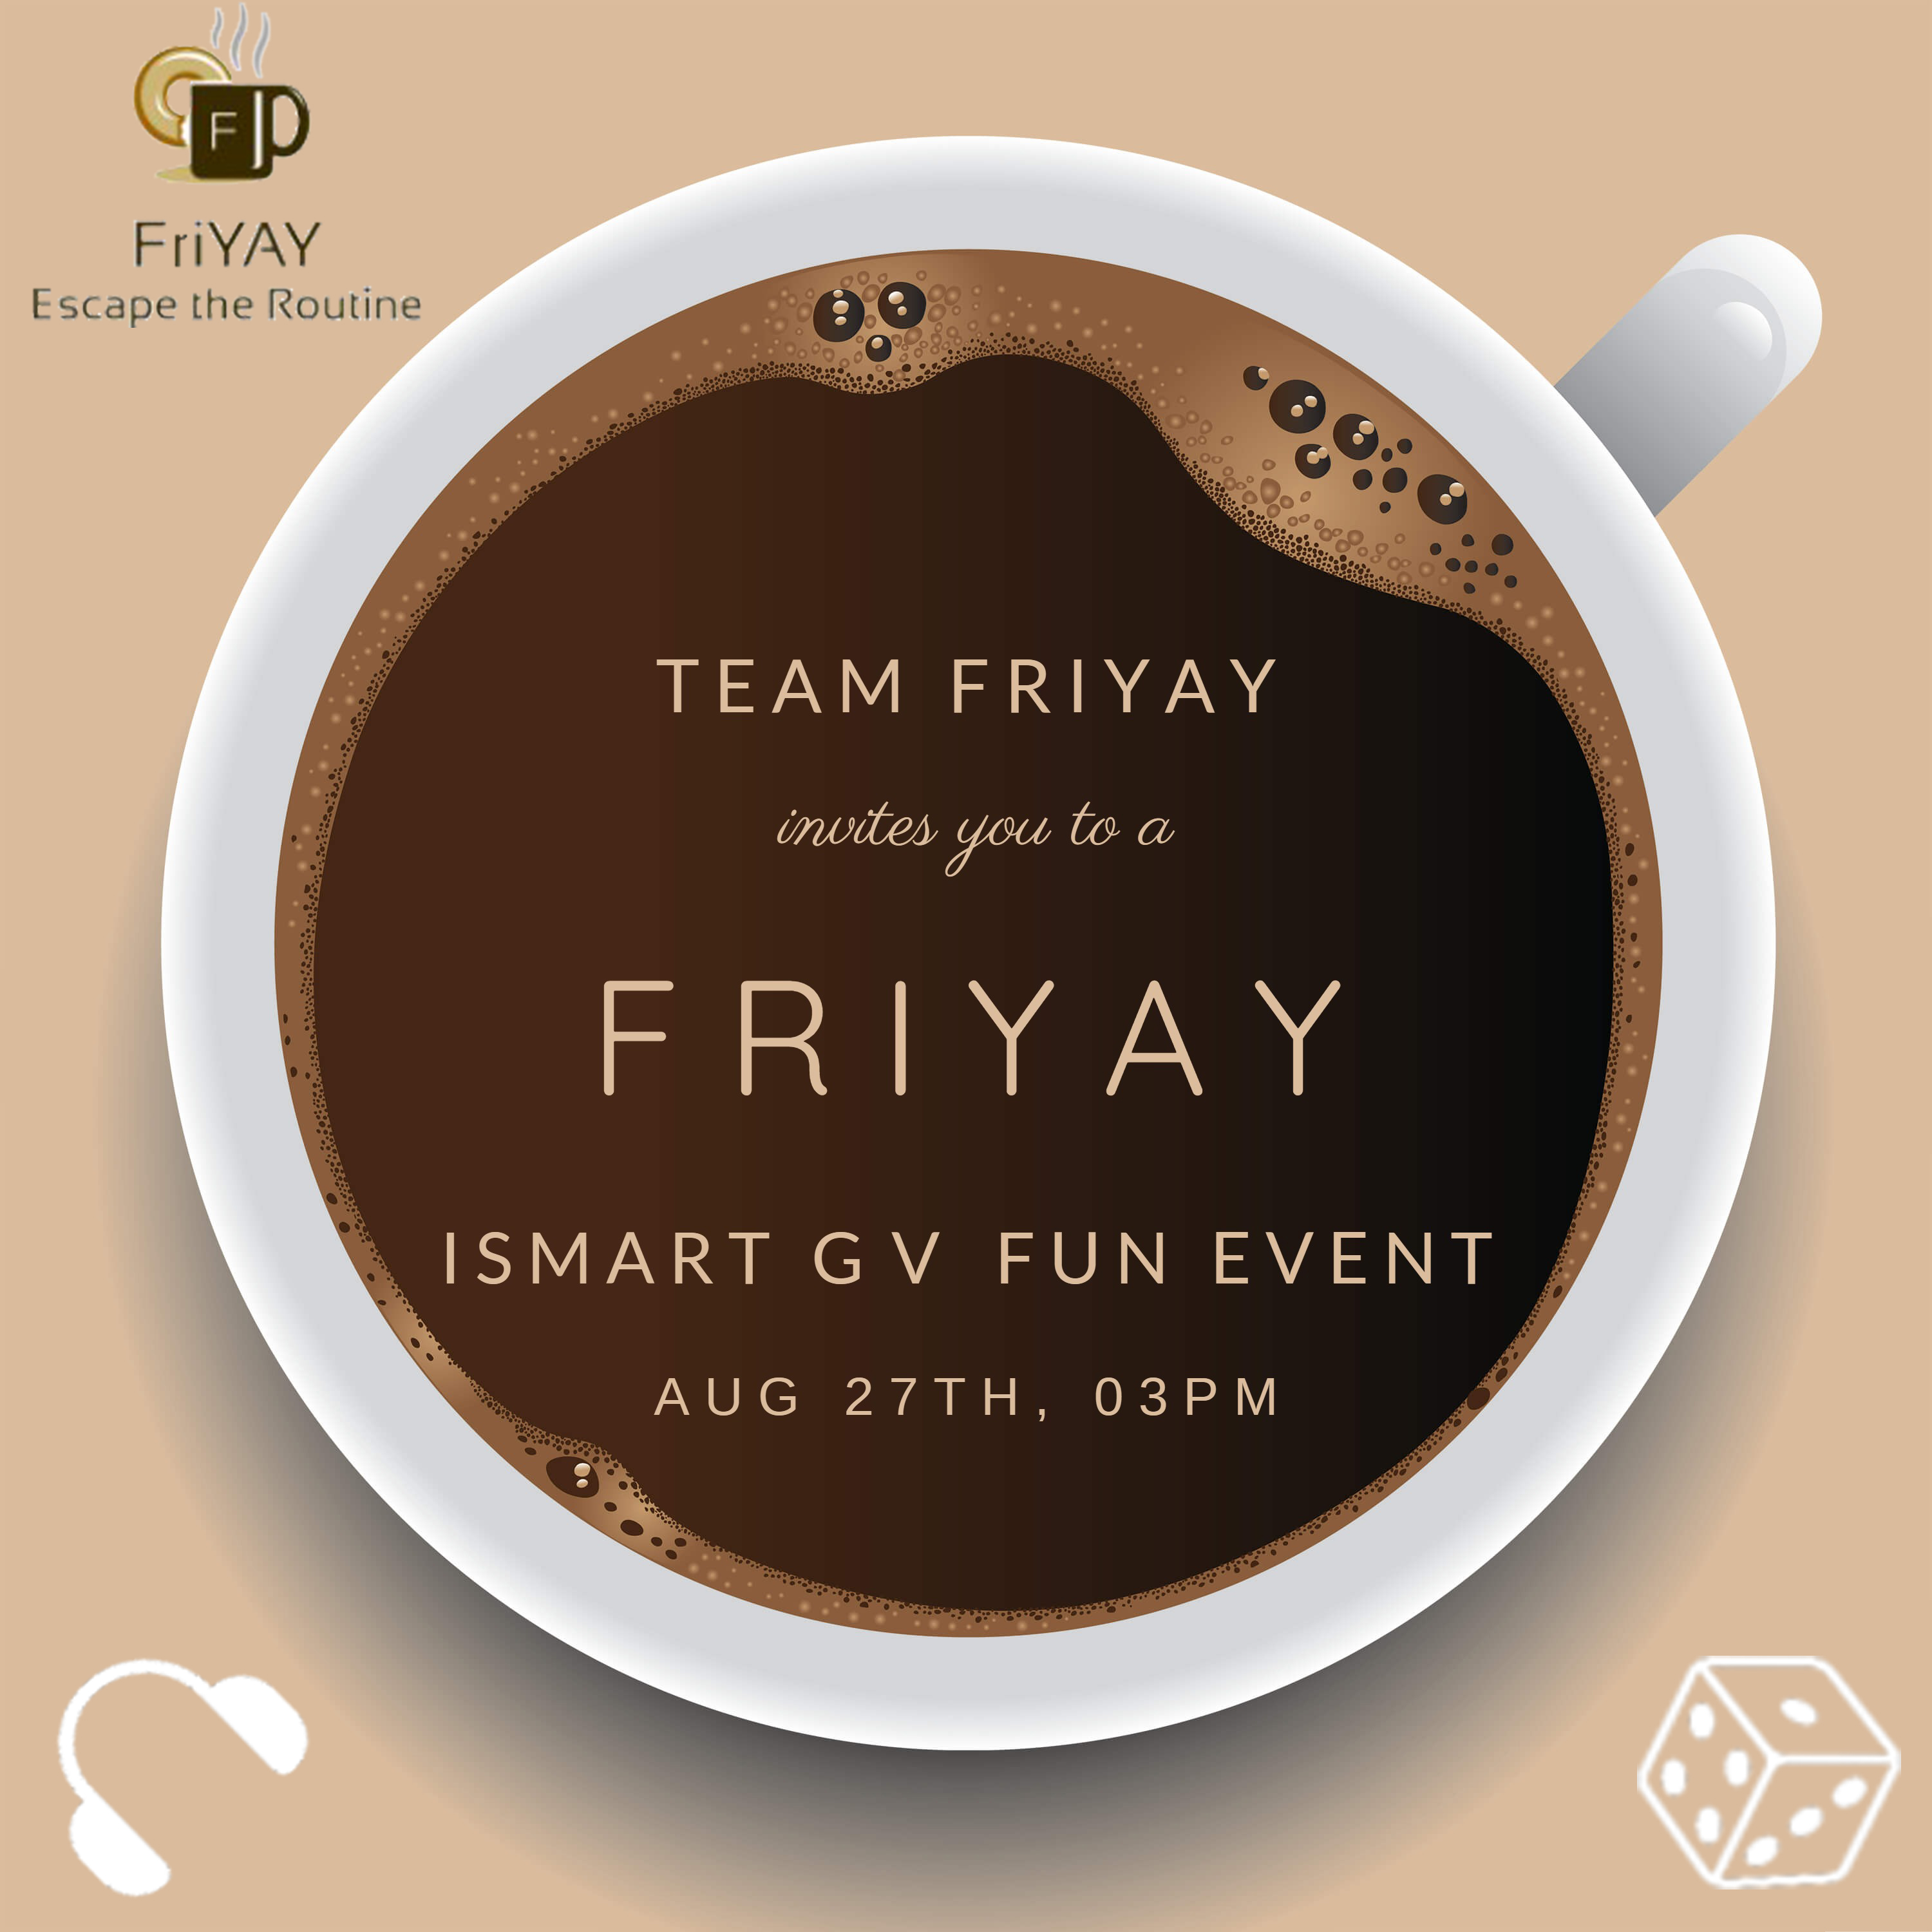 F
FriYAY
Escape the Routine
TEAM FRIYAY
invites you to a
FRIYAY
ISMART GV FUN EVENT
AUG 27TH, 03PM